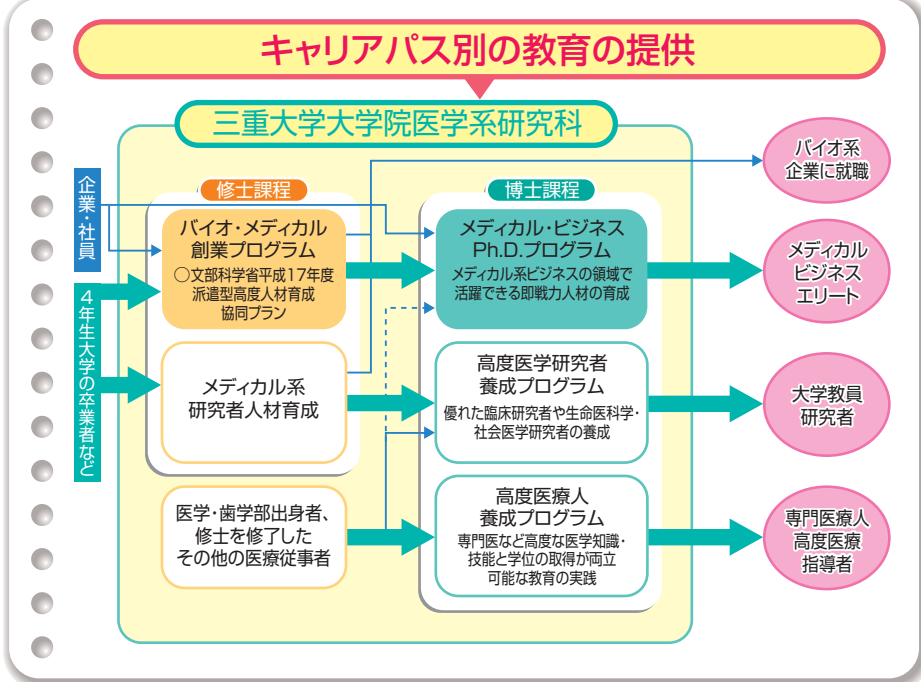 キャリアパス別の教育の提供
三重大学大学院医学系研究科
企業・社員
4年生大学の卒業者など
修士課程
バイオ・メディカル
創業プログラム
○文部科学省平成17年度
派遣型高度人材育成
協同プラン
メディカル系
研究者人材育成
医学・歯学部出身者、
修士を修了した
その他の医療従事者
博士課程
メディカル・ビジネス
Ph.D.プログラム
メディカル系ビジネスの領域で
活躍できる即戦力人材の育成
高度医学研究者
養成プログラム
優れた臨床研究者や生命医科学・
社会医学研究者の養成
高度医療人
養成プログラム
専門医など高度な医学知識・
技能と学位の取得が両立
可能な教育の実践
バイオ系
企業に就職
メディカル
ビジネス
エリート
大学教員
研究者
専門医療人
高度医療
指導者